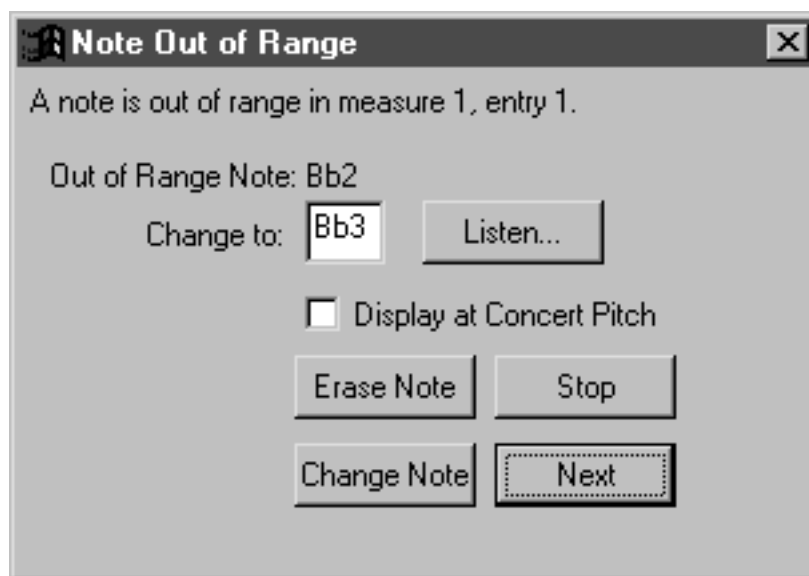 Note Out of Range
A note is out of range in measure 1, entry 1.
Out of Range Note: Bb2
Change to: Bb3 Listen...
Display at Concert Pitch
Erase Note Stop
Change Note Next